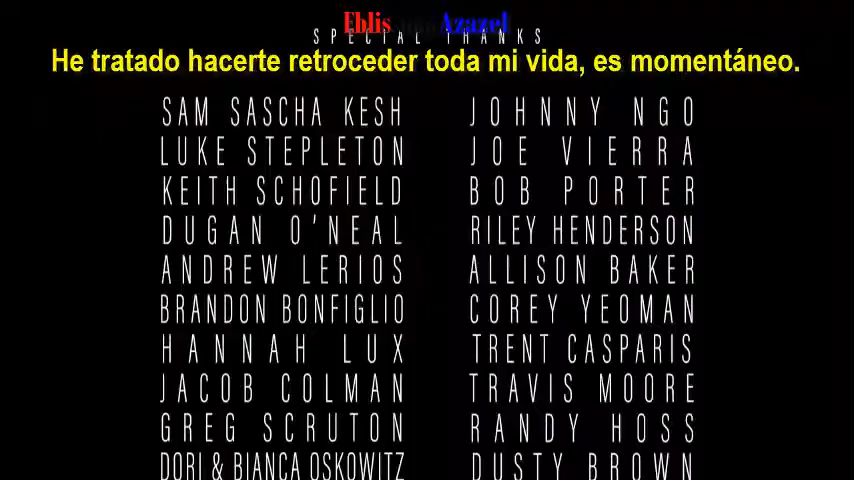 Eblis Azazel
SPECIAL THANKS
He tratado hacerte retroceder toda mi vida, es momentáneo.
SAM SASCHA KESH JOHNNY NGO
LUKE STEPLETON JOE VIERRA
KEITH SCHOFIELD BOB PORTER
DUGAN O'NEAL RILEY HENDERSON
ANDREW LERIOS ALLISON BAKER
BRANDON BONFIGLIO COREY YEOMAN
HANNAH LUX TRENT CASPARIS
JACOB COLMAN TRAVIS MOORE
GREG SCRUTON RANDY HOSS
DORI & BIANCA OSKOWITZ DUSTY BROWN